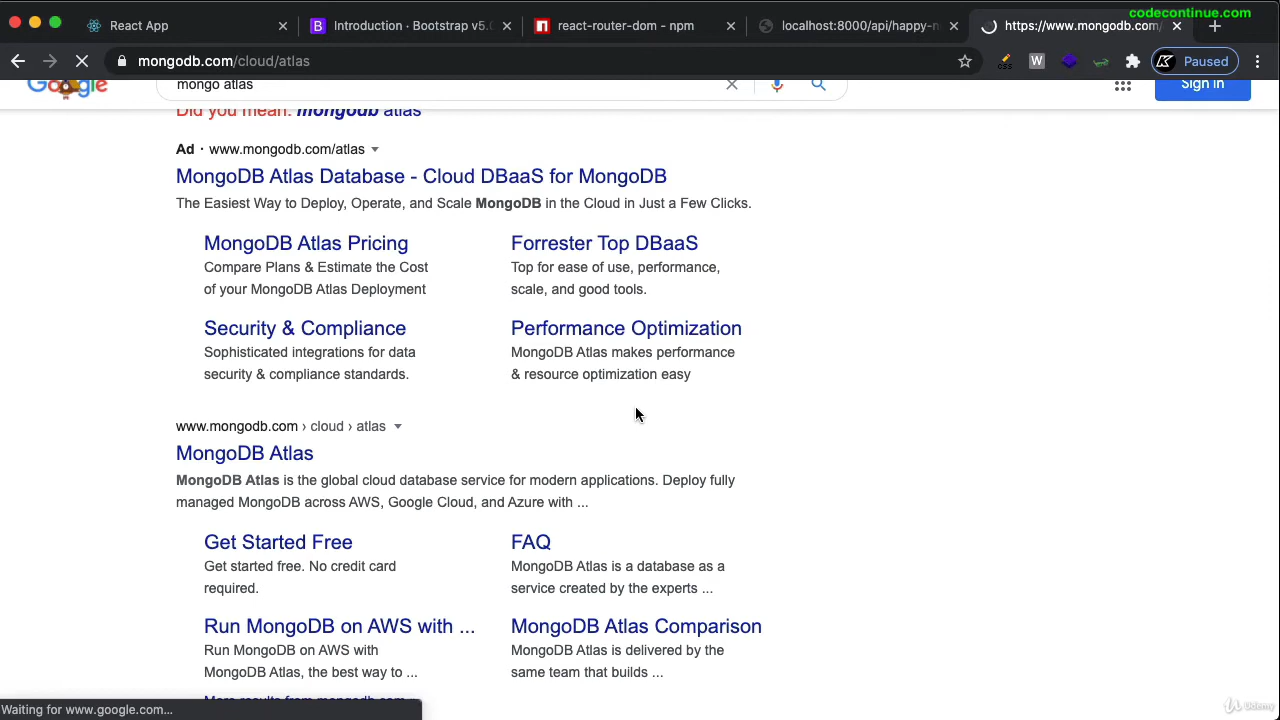 codecontinue.com
React App
Introduction · Bootstrap v5.0
react-router-dom - npm
localhost:8000/api/happy-n
https://www.mongodb.com/
mongodb.com/cloud/atlas
W
Paused
Google
mongo atlas
Sign in
Did you mean: mongodb atlas
Ad · www.mongodb.com/atlas
MongoDB Atlas Database - Cloud DBaaS for MongoDB
The Easiest Way to Deploy, Operate, and Scale MongoDB in the Cloud in Just a Few Clicks.
MongoDB Atlas Pricing
Compare Plans & Estimate the Cost
of your MongoDB Atlas Deployment
Forrester Top DBaaS
Top for ease of use, performance,
scale, and good tools.
Security & Compliance
Sophisticated integrations for data
security & compliance standards.
Performance Optimization
MongoDB Atlas makes performance
& resource optimization easy
www.mongodb.com › cloud › atlas
MongoDB Atlas
MongoDB Atlas is the global cloud database service for modern applications. Deploy fully
managed MongoDB across AWS, Google Cloud, and Azure with ...
Get Started Free
Get started free. No credit card
required.
FAQ
MongoDB Atlas is a database as a
service created by the experts ...
Run MongoDB on AWS with ...
Run MongoDB on AWS with
MongoDB Atlas, the best way to ...
MongoDB Atlas Comparison
MongoDB Atlas is delivered by the
same team that builds ...
More results from mongodb.com
Waiting for www.google.com...
Udemy